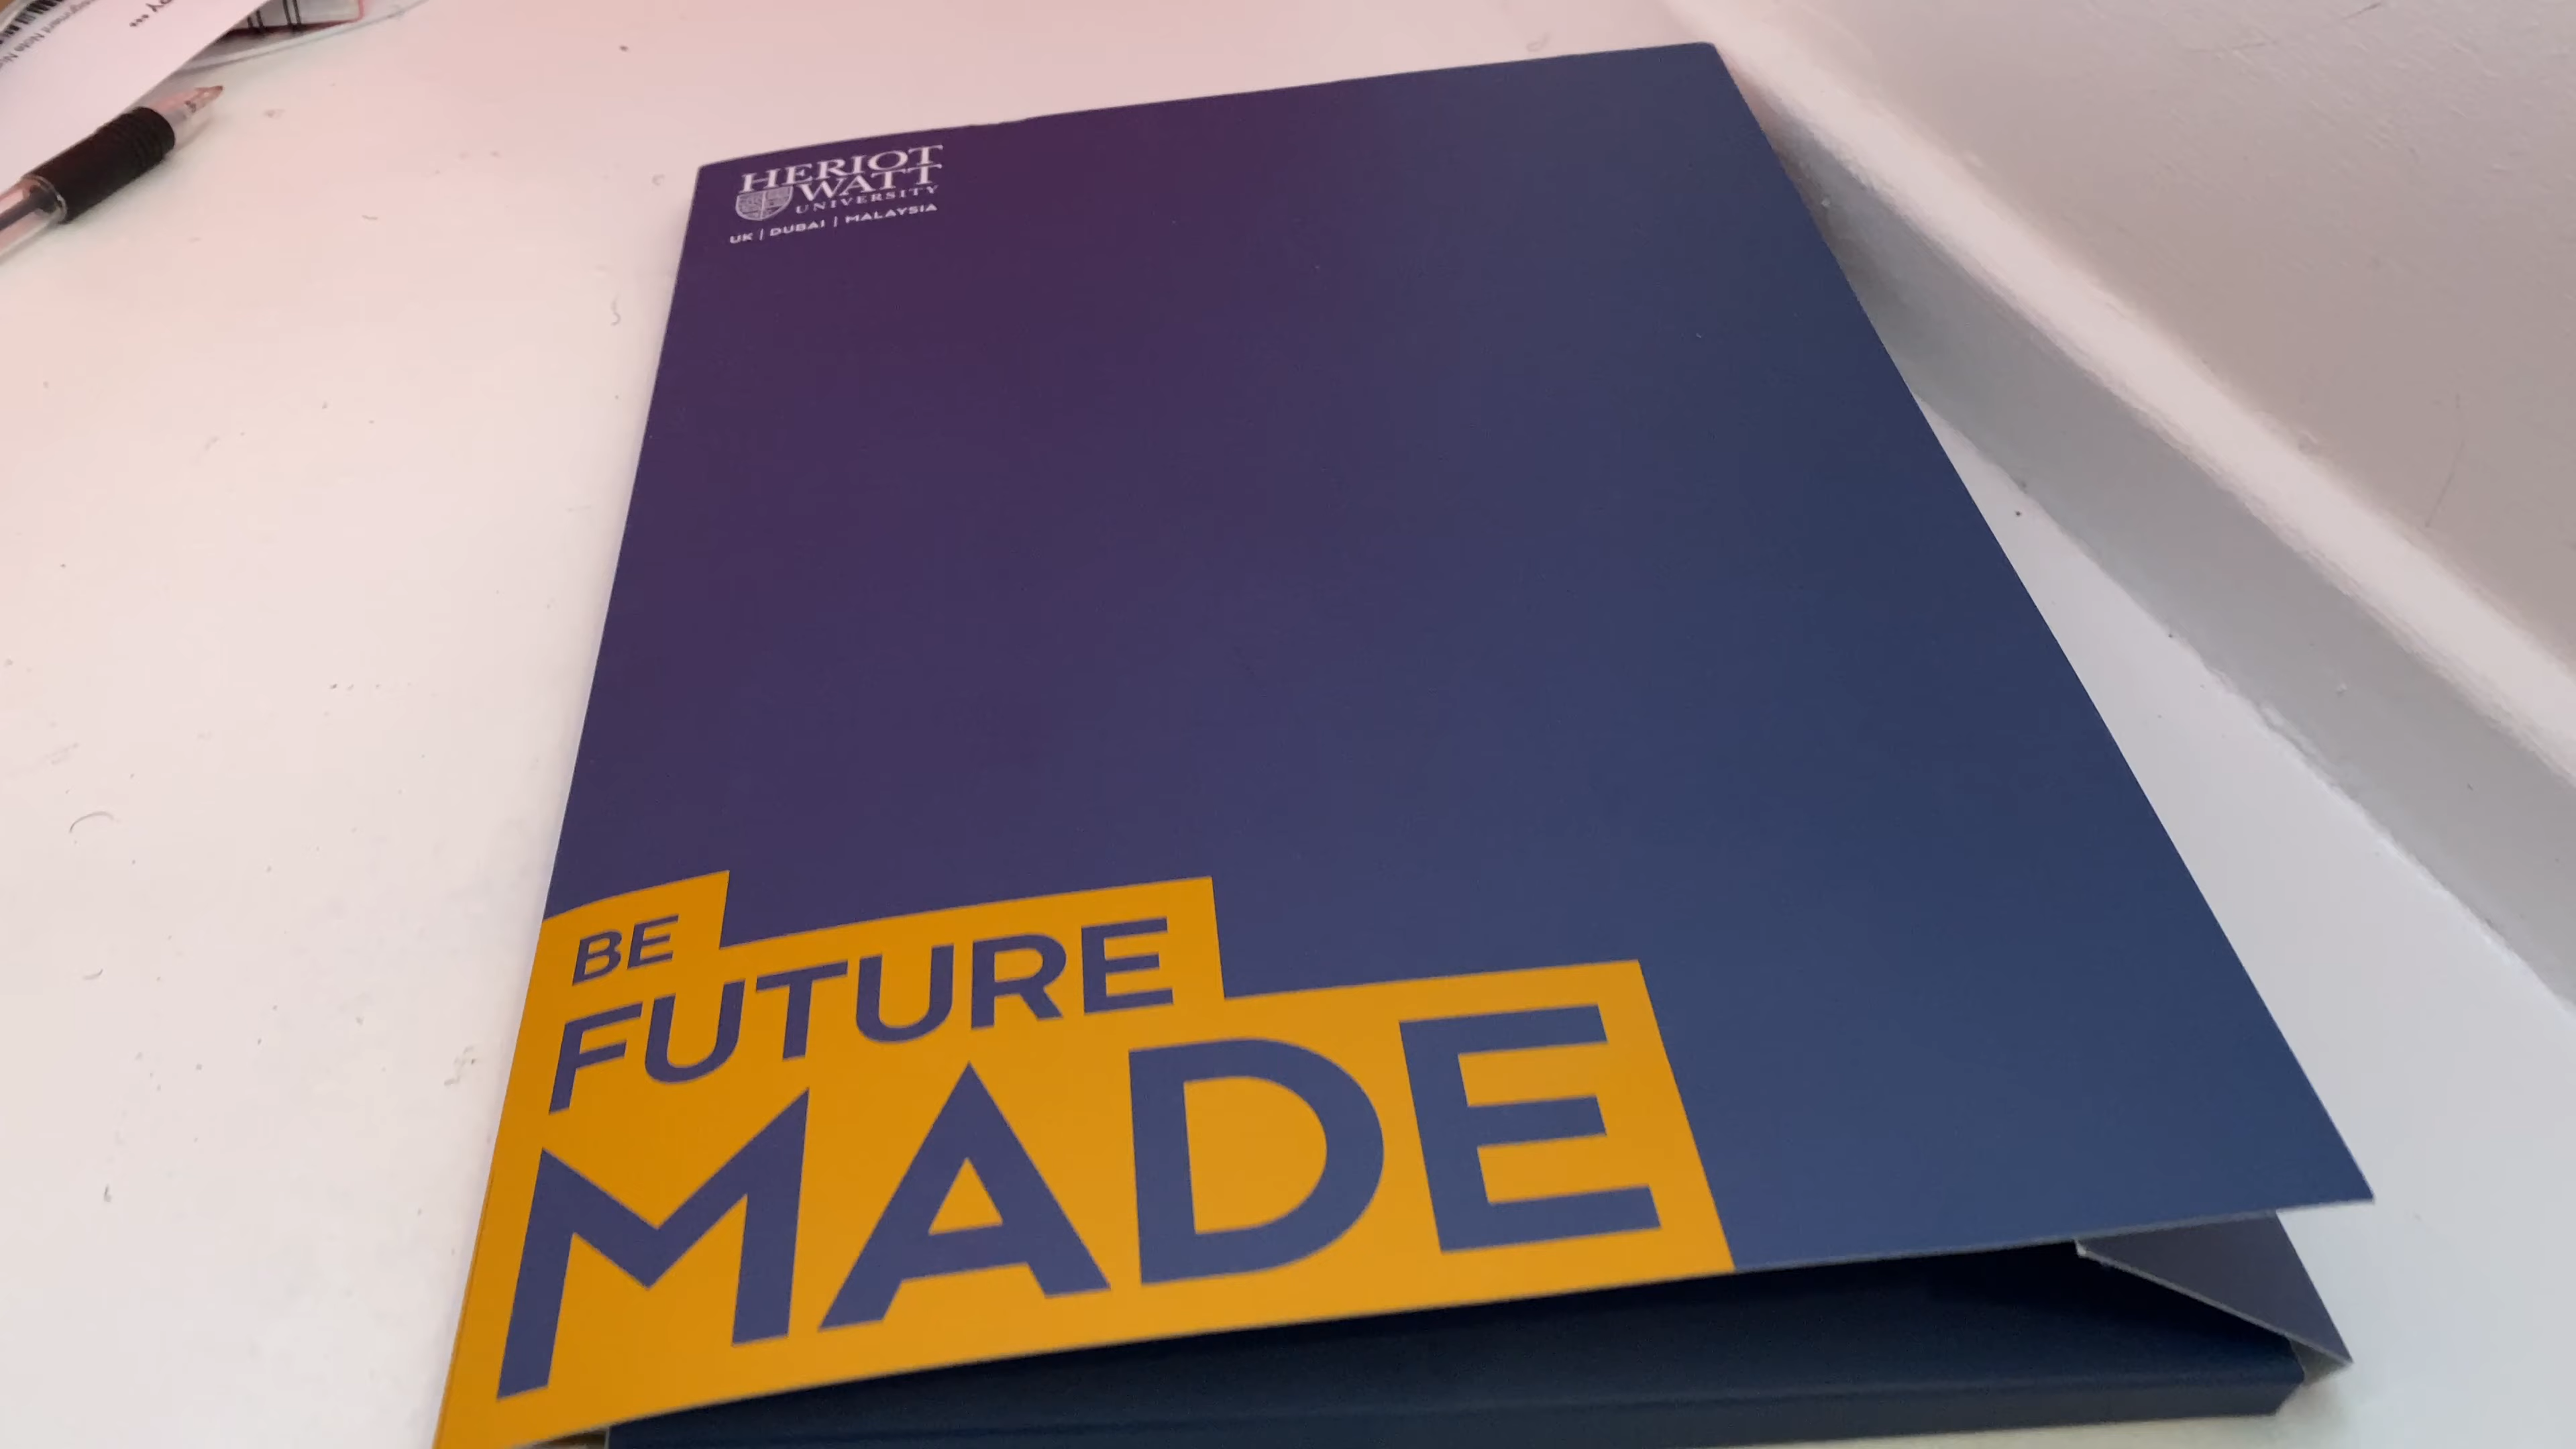 HERIOT
WATT
UNIVERSITY
UK | DUBAI | MALAYSIA
BE
FUTURE
MADE